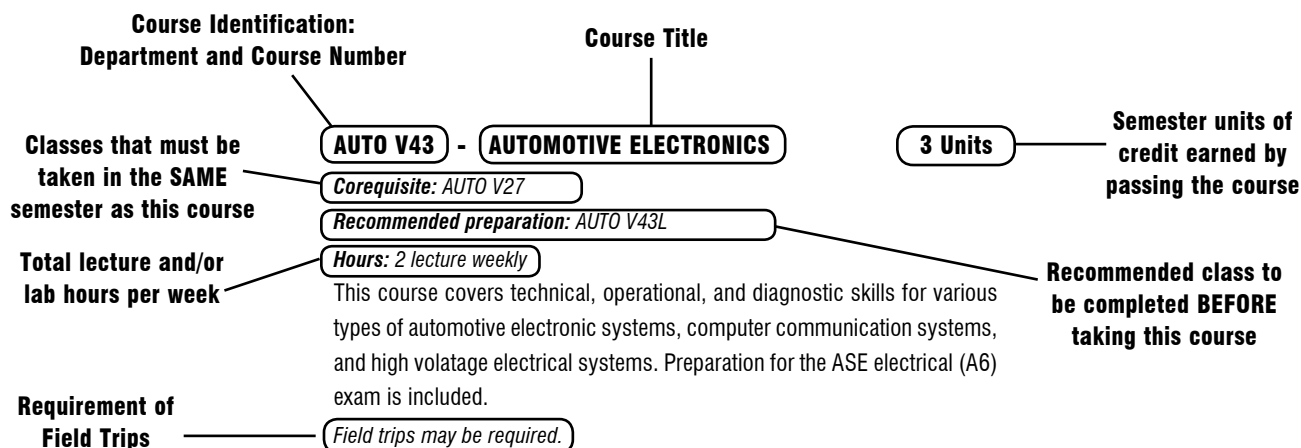 Course Identification:
Department and Course Number
Course Title
AUTO V43 - AUTOMOTIVE ELECTRONICS 3 Units
Semester units of
credit earned by
passing the course
Classes that must be
taken in the SAME
semester as this course
Corequisite: AUTO V27
Recommended preparation: AUTO V43L
Total lecture and/or
lab hours per week
Hours: 2 lecture weekly
Recommended class to
be completed BEFORE
taking this course
This course covers technical, operational, and diagnostic skills for various
types of automotive electronic systems, computer communication systems,
and high volatage electrical systems. Preparation for the ASE electrical (A6)
exam is included.
Requirement of
Field Trips
Field trips may be required.